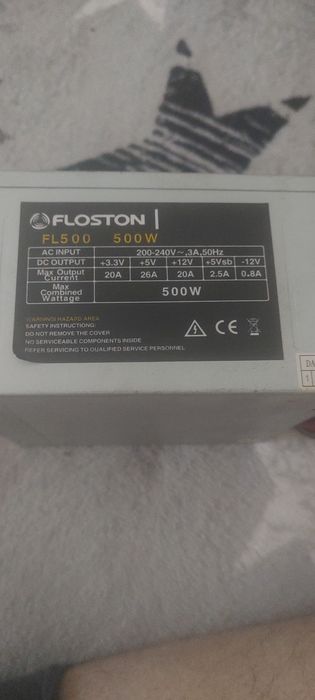 FLOSTON
FL500 500W
AC INPUT 200-240V~,3A,50Hz
DC OUTPUT +3.3V +5V +12V +5Vsb -12V
Max Output Current 20A 26A 20A 2.5A 0.8A
Max Combined Wattage 500W
WARNING! HAZARD AREA
SAFETY INSTRUCTIONG:
DO NOT REMOVE THE COVER
NO SERVICEABLE COMPONENTS INSIDE
REFER SERVICING TO QUALIFIED SERVICE PERSONNEL
CE
DA